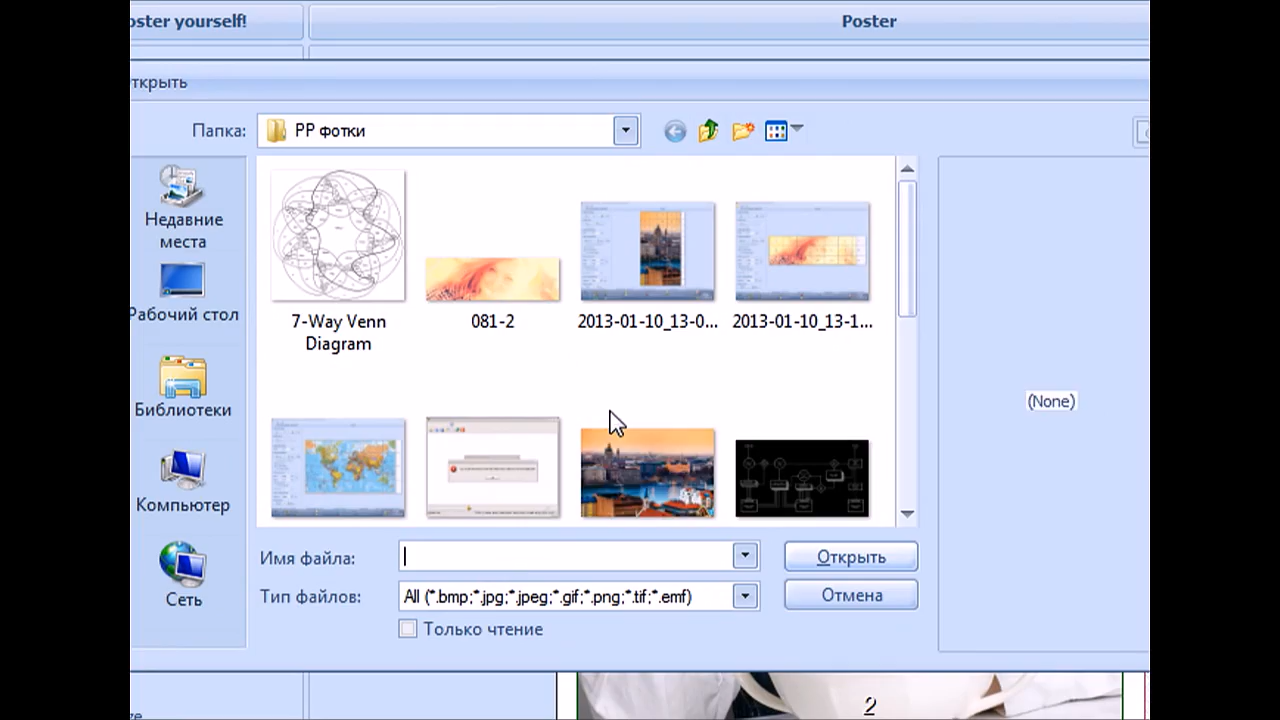 oster yourself!
Poster
ткрыть
Папка:
PP фотки
Недавние
места
Рабочий стол
Библиотеки
Компьютер
Сеть
7-Way Venn
Diagram
081-2
2013-01-10_13-0...
2013-01-10_13-1...
(None)
Имя файла:
Открыть
Тип файлов:
All (*.bmp;*.jpg;*.jpeg;*.gif;*.png;*.tif;*.emf)
Отмена
Только чтение
2